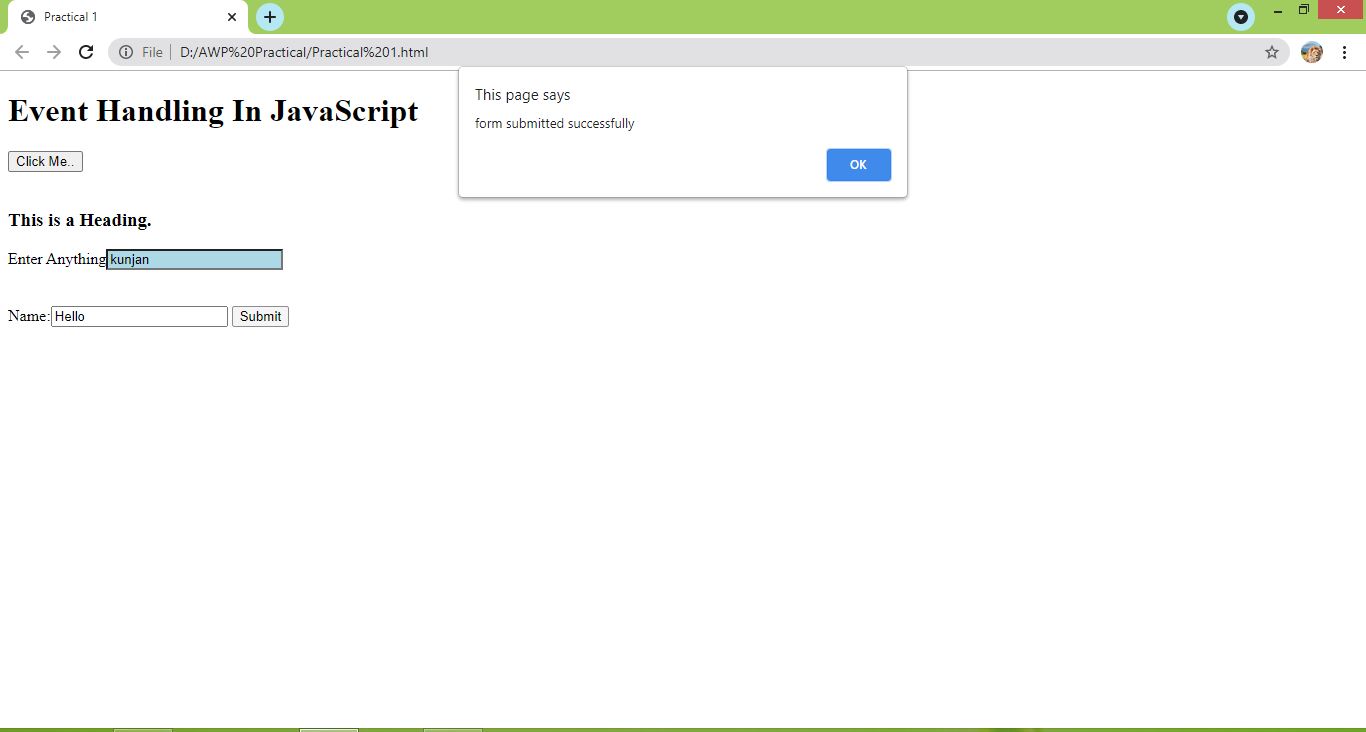 Practical 1
File | D:/AWP%20Practical/Practical%201.html
Event Handling In JavaScript
This page says
form submitted successfully
OK
Click Me..
This is a Heading.
Enter Anything kunjan
Name: Hello Submit